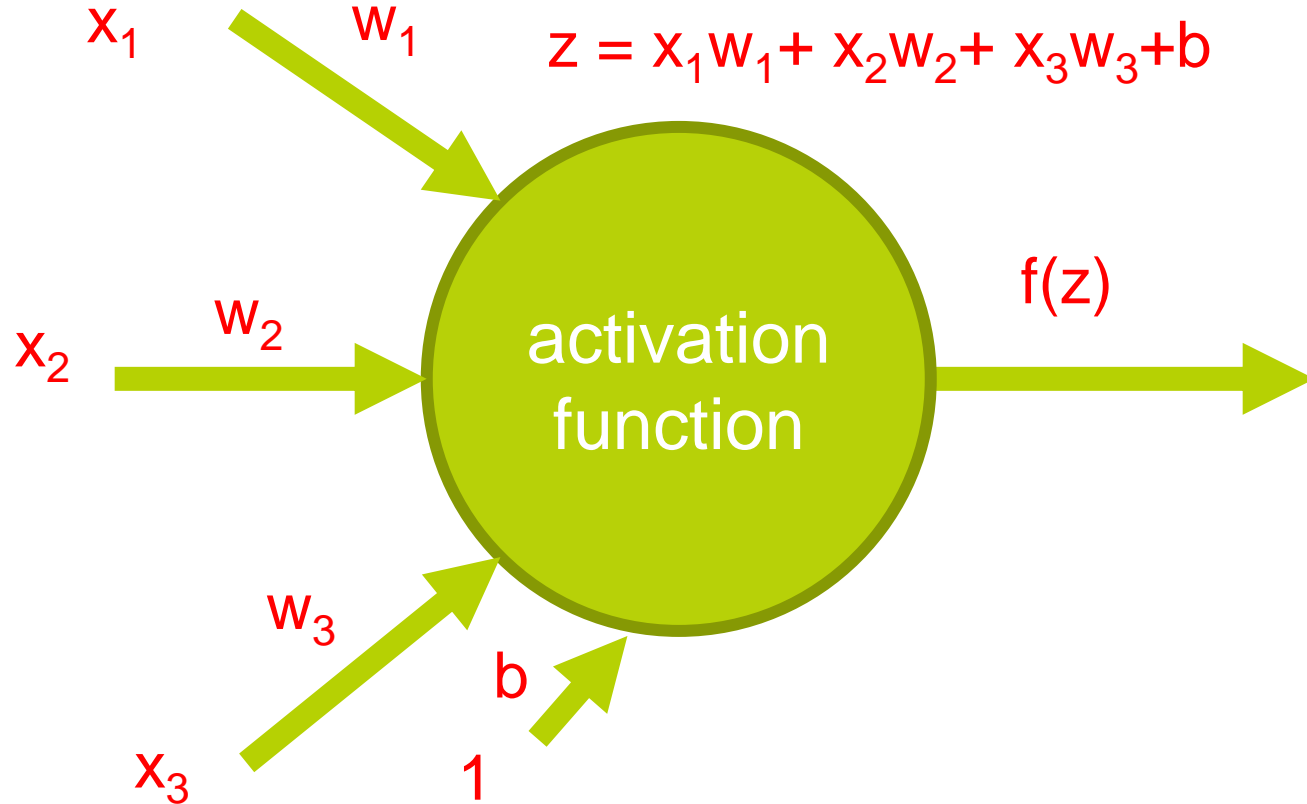 x₁
w₁
z = x₁w₁+ x₂w₂+ x₃w₃+b
f(z)
w₂
x₂
activation
function
w₃
b
x₃
1